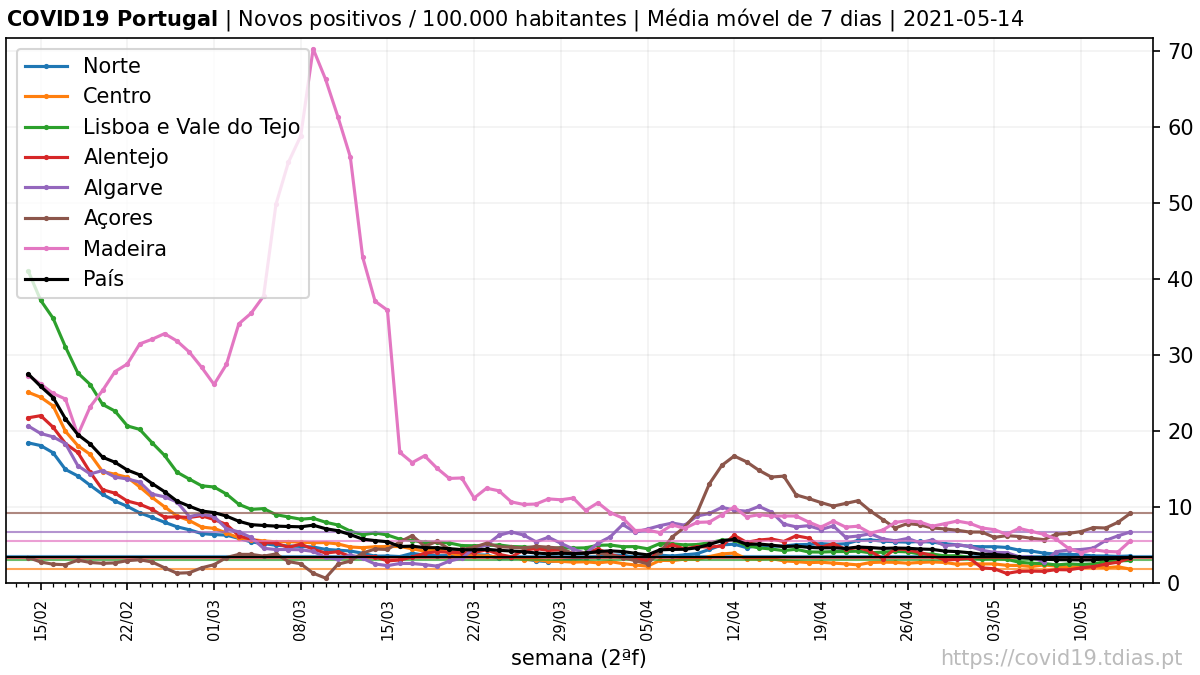 COVID19 Portugal | Novos positivos / 100.000 habitantes | Média móvel de 7 dias | 2021-05-14
Norte
Centro
Lisboa e Vale do Tejo
Alentejo
Algarve
Açores
Madeira
País
70
60
50
40
30
20
10
0
15/02 22/02 01/03 08/03 15/03 22/03 29/03 05/04 12/04 19/04 26/04 03/05 10/05
semana (2ªf)
https://covid19.tdias.pt